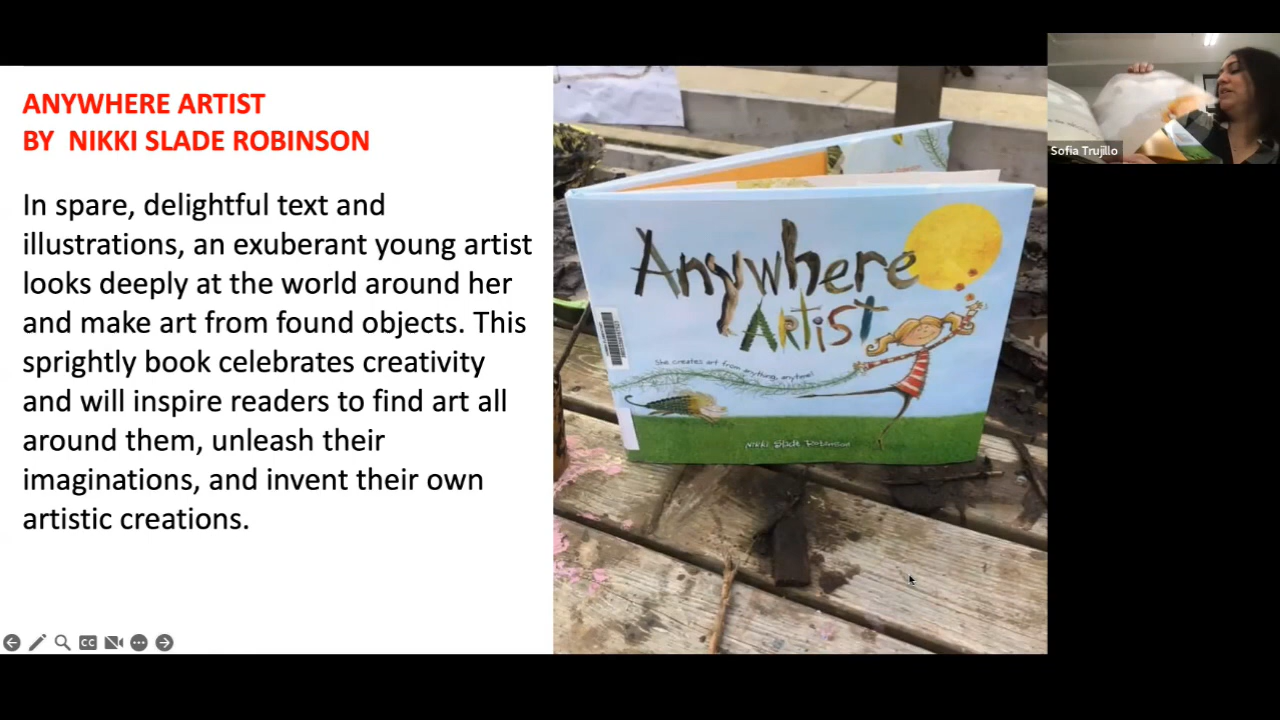 ANYWHERE ARTIST
BY NIKKI SLADE ROBINSON
In spare, delightful text and
illustrations, an exuberant young artist
looks deeply at the world around her
and make art from found objects. This
sprightly book celebrates creativity
and will inspire readers to find art all
around them, unleash their
imaginations, and invent their own
artistic creations.
Anywhere
ARTIST
She creates art from anything, anytime!
NIKKI Slade Robinson
Sofia Trujillo
CC